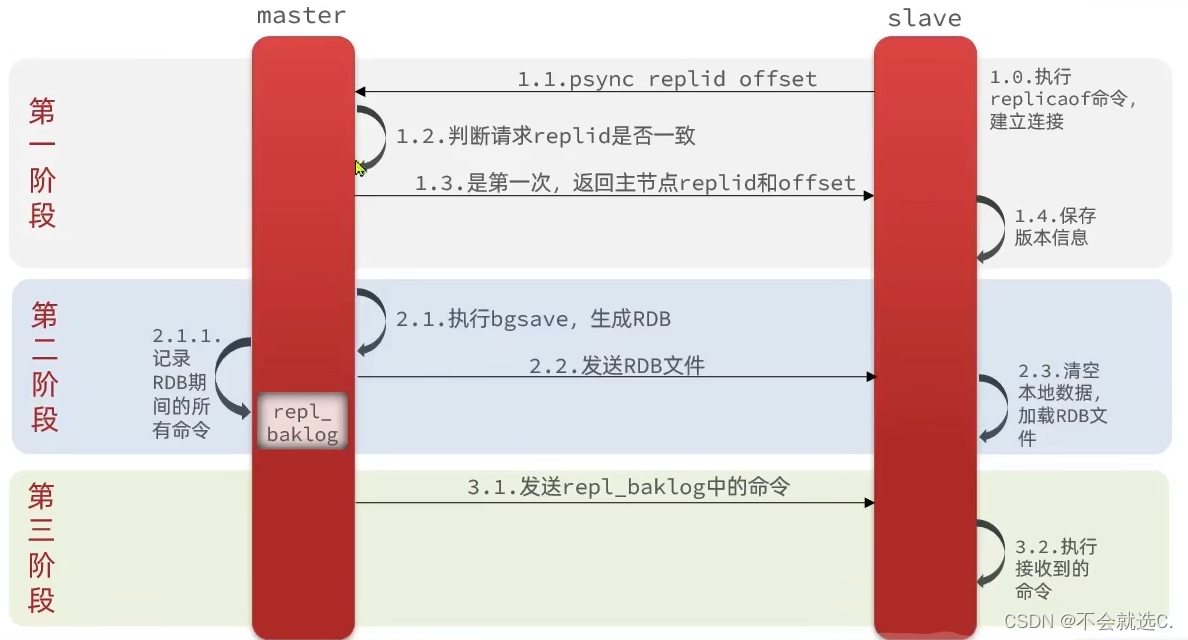 master
slave
第一阶段
1.0.执行
replicaof命令，
建立连接
1.1.psync replid offset
1.2.判断请求replid是否一致
1.3.是第一次，返回主节点replid和offset
1.4.保存
版本信息
第二阶段
2.1.执行bgsave，生成RDB
2.1.1.
记录
RDB期
间的所
有命令
repl_
baklog
2.2.发送RDB文件
2.3.清空
本地数据，
加载RDB文
件
第三阶段
3.1.发送repl_baklog中的命令
3.2.执行
接收到的
命令
CSDN @不会就选C.